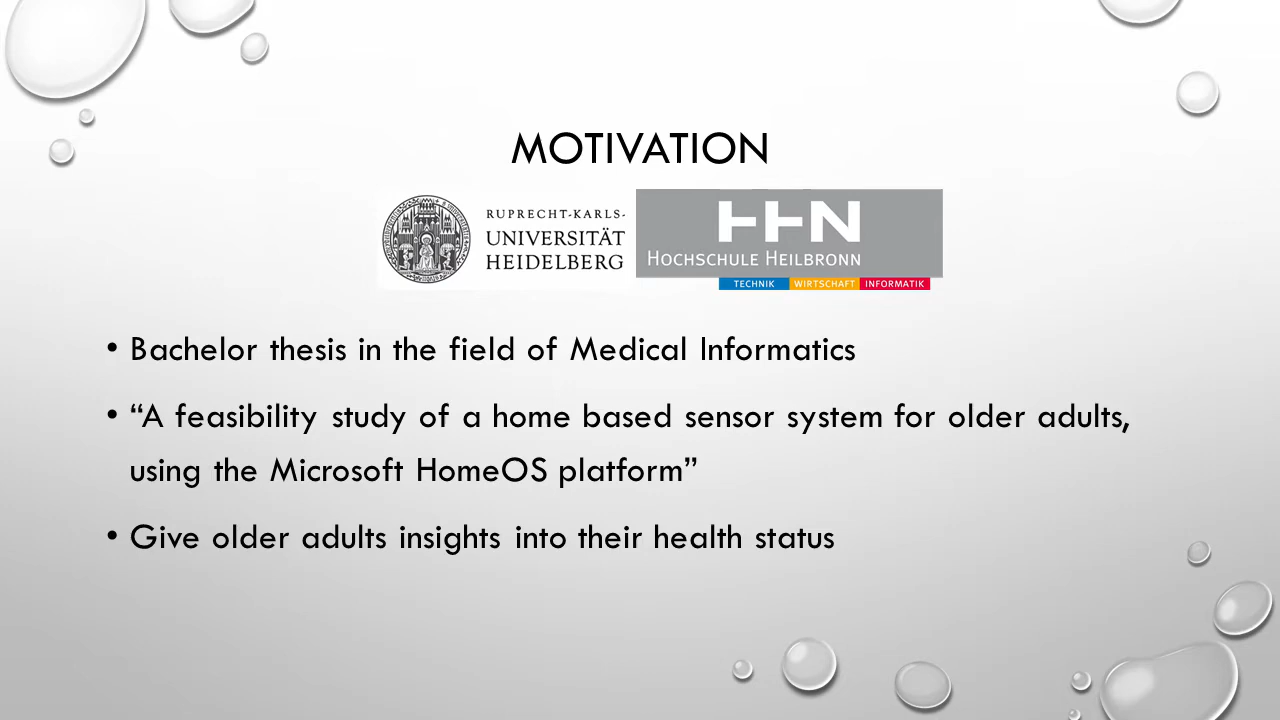 MOTIVATION
RUPRECHT-KARLS-
UNIVERSITÄT
HEIDELBERG
HHN
HOCHSCHULE HEILBRONN
TECHNIK WIRTSCHAFT INFORMATIK
• Bachelor thesis in the field of Medical Informatics
• “A feasibility study of a home based sensor system for older adults,
using the Microsoft HomeOS platform”
• Give older adults insights into their health status